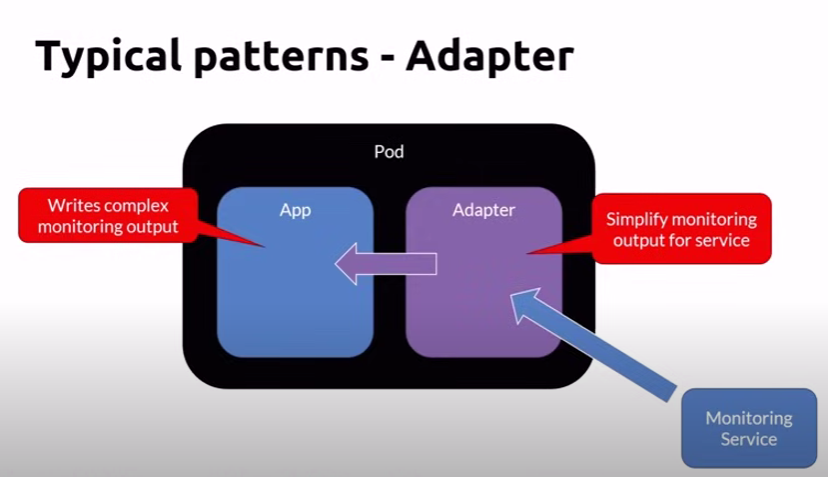 Typical patterns - Adapter
Pod
Writes complex
monitoring output
App
Adapter
Simplify monitoring
output for service
Monitoring
Service